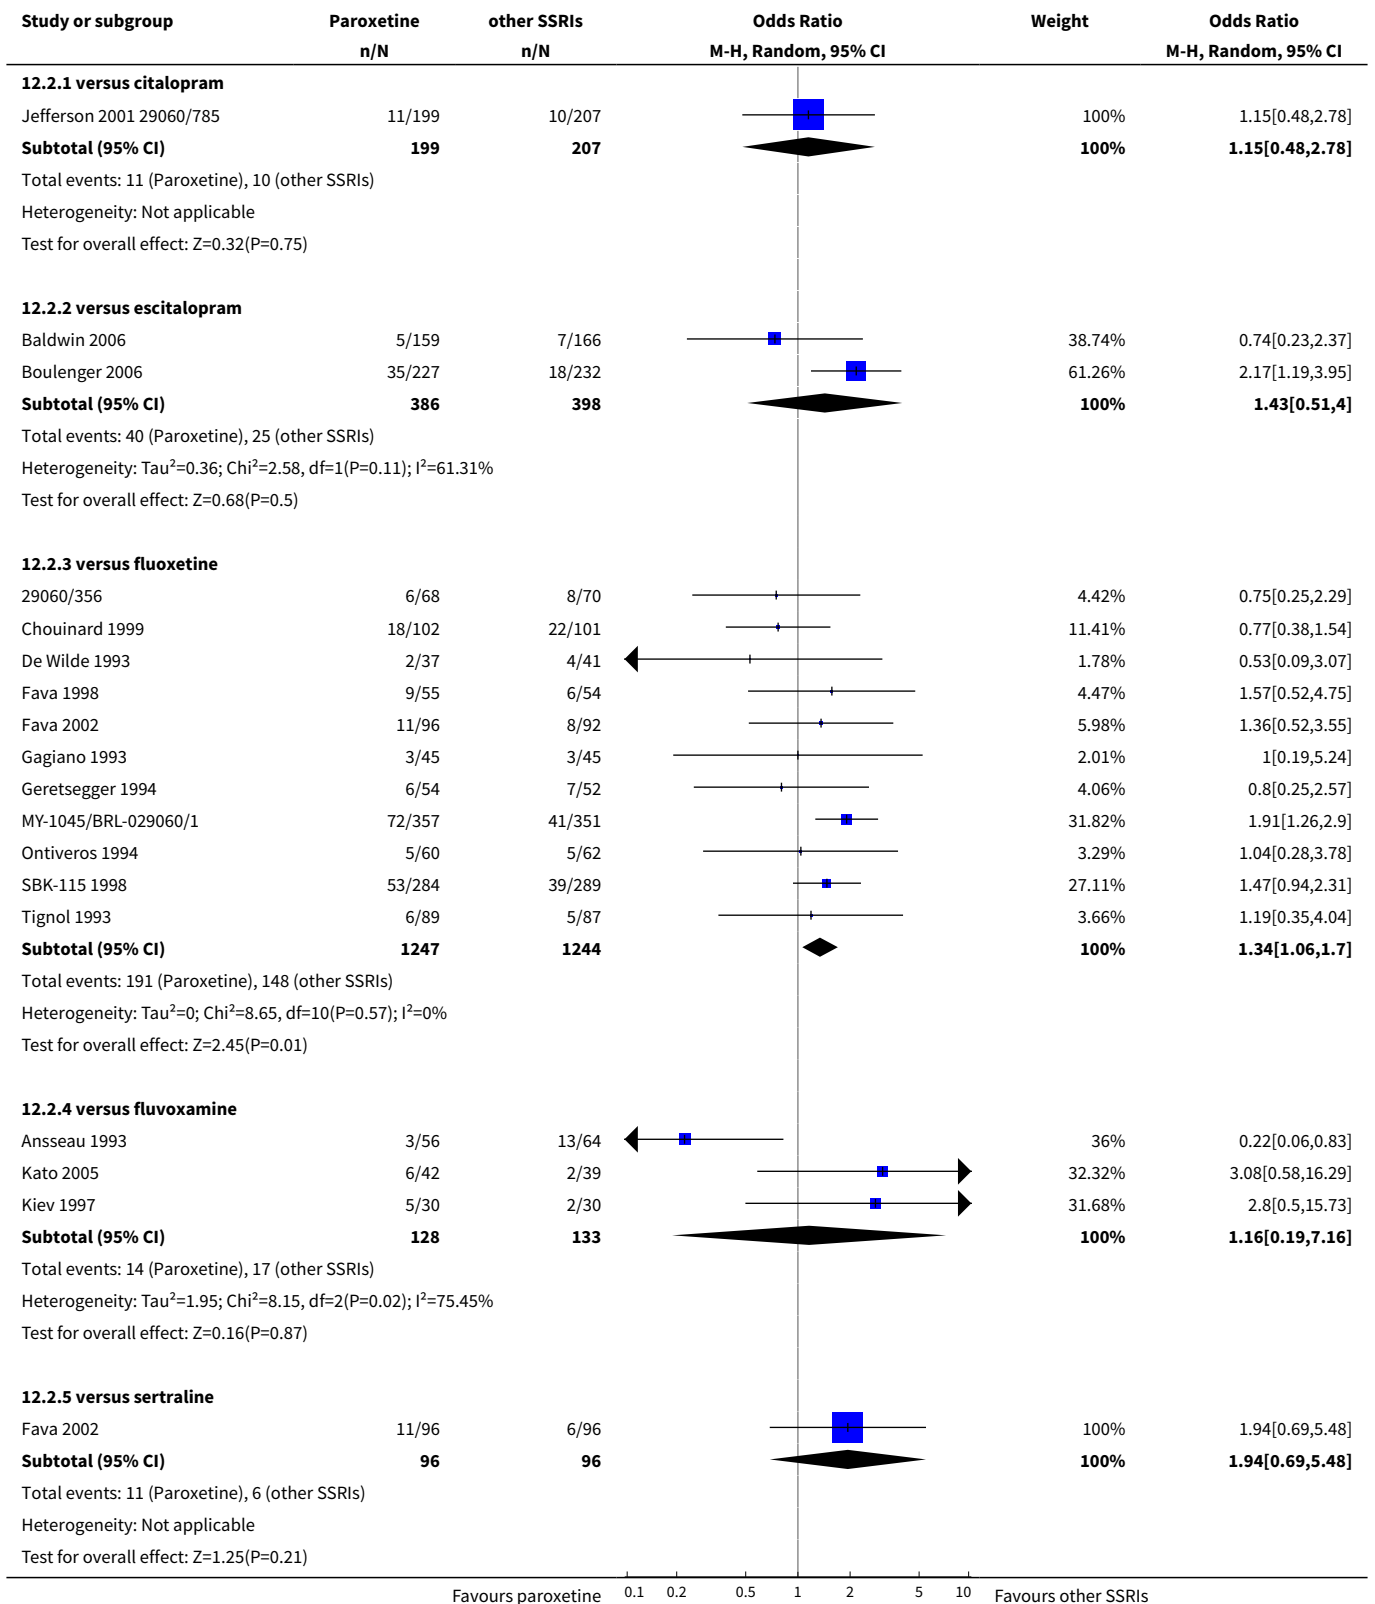 Study or subgroup Paroxetine other SSRIs Odds Ratio Weight Odds Ratio
n/N n/N M-H, Random, 95% CI M-H, Random, 95% CI
12.2.1 versus citalopram
Jefferson 2001 29060/785 11/199 10/207 100% 1.15[0.48,2.78]
Subtotal (95% CI) 199 207 100% 1.15[0.48,2.78]
Total events: 11 (Paroxetine), 10 (other SSRIs)
Heterogeneity: Not applicable
Test for overall effect: Z=0.32(P=0.75)
12.2.2 versus escitalopram
Baldwin 2006 5/159 7/166 38.74% 0.74[0.23,2.37]
Boulenger 2006 35/227 18/232 61.26% 2.17[1.19,3.95]
Subtotal (95% CI) 386 398 100% 1.43[0.51,4]
Total events: 40 (Paroxetine), 25 (other SSRIs)
Heterogeneity: Tau²=0.36; Chi²=2.58, df=1(P=0.11); I²=61.31%
Test for overall effect: Z=0.68(P=0.5)
12.2.3 versus fluoxetine
29060/356 6/68 8/70 4.42% 0.75[0.25,2.29]
Chouinard 1999 18/102 22/101 11.41% 0.77[0.38,1.54]
De Wilde 1993 2/37 4/41 1.78% 0.53[0.09,3.07]
Fava 1998 9/55 6/54 4.47% 1.57[0.52,4.75]
Fava 2002 11/96 8/92 5.98% 1.36[0.52,3.55]
Gagiano 1993 3/45 3/45 2.01% 1[0.19,5.24]
Geretsegger 1994 6/54 7/52 4.06% 0.8[0.25,2.57]
MY-1045/BRL-029060/1 72/357 41/351 31.82% 1.91[1.26,2.9]
Ontiveros 1994 5/60 5/62 3.29% 1.04[0.28,3.78]
SBK-115 1998 53/284 39/289 27.11% 1.47[0.94,2.31]
Tignol 1993 6/89 5/87 3.66% 1.19[0.35,4.04]
Subtotal (95% CI) 1247 1244 100% 1.34[1.06,1.7]
Total events: 191 (Paroxetine), 148 (other SSRIs)
Heterogeneity: Tau²=0; Chi²=8.65, df=10(P=0.57); I²=0%
Test for overall effect: Z=2.45(P=0.01)
12.2.4 versus fluvoxamine
Ansseau 1993 3/56 13/64 36% 0.22[0.06,0.83]
Kato 2005 6/42 2/39 32.32% 3.08[0.58,16.29]
Kiev 1997 5/30 2/30 31.68% 2.8[0.5,15.73]
Subtotal (95% CI) 128 133 100% 1.16[0.19,7.16]
Total events: 14 (Paroxetine), 17 (other SSRIs)
Heterogeneity: Tau²=1.95; Chi²=8.15, df=2(P=0.02); I²=75.45%
Test for overall effect: Z=0.16(P=0.87)
12.2.5 versus sertraline
Fava 2002 11/96 6/96 100% 1.94[0.69,5.48]
Subtotal (95% CI) 96 96 100% 1.94[0.69,5.48]
Total events: 11 (Paroxetine), 6 (other SSRIs)
Heterogeneity: Not applicable
Test for overall effect: Z=1.25(P=0.21)
Favours paroxetine 0.1 0.2 0.5 1 2 5 10 Favours other SSRIs